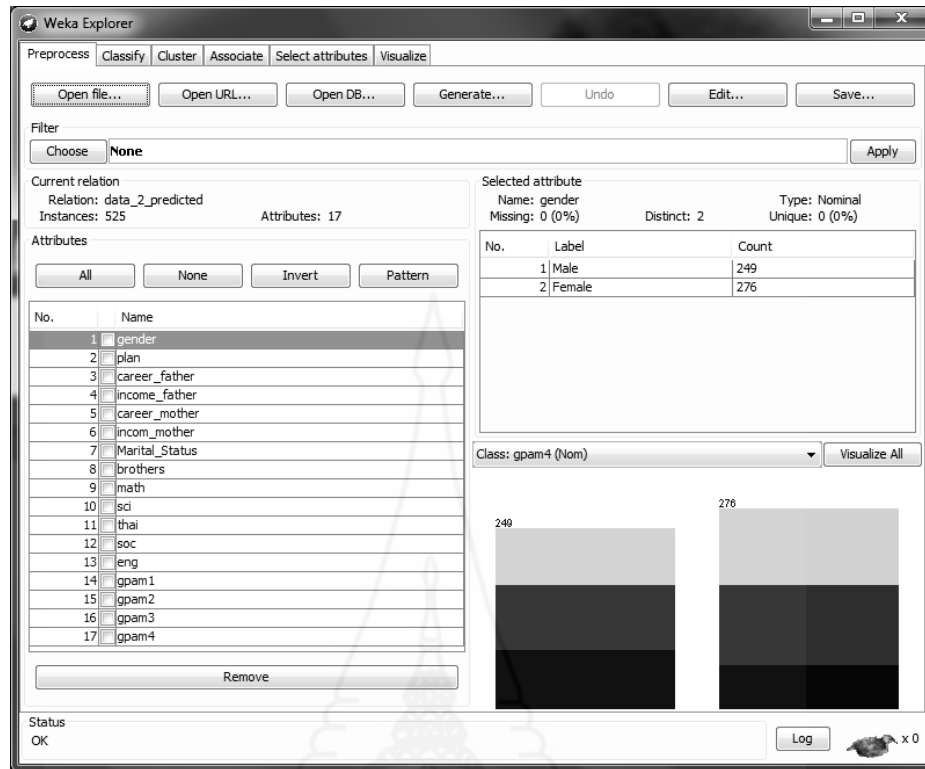 Weka Explorer
Preprocess Classify Cluster Associate Select attributes Visualize
Open file... Open URL... Open DB... Generate... Undo Edit... Save...
Filter
Choose None Apply
Current relation
Relation: data_2_predicted
Instances: 525 Attributes: 17
Attributes
All None Invert Pattern
No. Name
1 gender
2 plan
3 career_father
4 income_father
5 career_mother
6 incom_mother
7 Marital_Status
8 brothers
9 math
10 sci
11 thai
12 soc
13 eng
14 gpam1
15 gpam2
16 gpam3
17 gpam4
Remove
Selected attribute
Name: gender Type: Nominal
Missing: 0 (0%) Distinct: 2 Unique: 0 (0%)
No. Label Count
1 Male 249
2 Female 276
Class: gpam4 (Nom) Visualize All
249
276
Status
OK
Log x 0